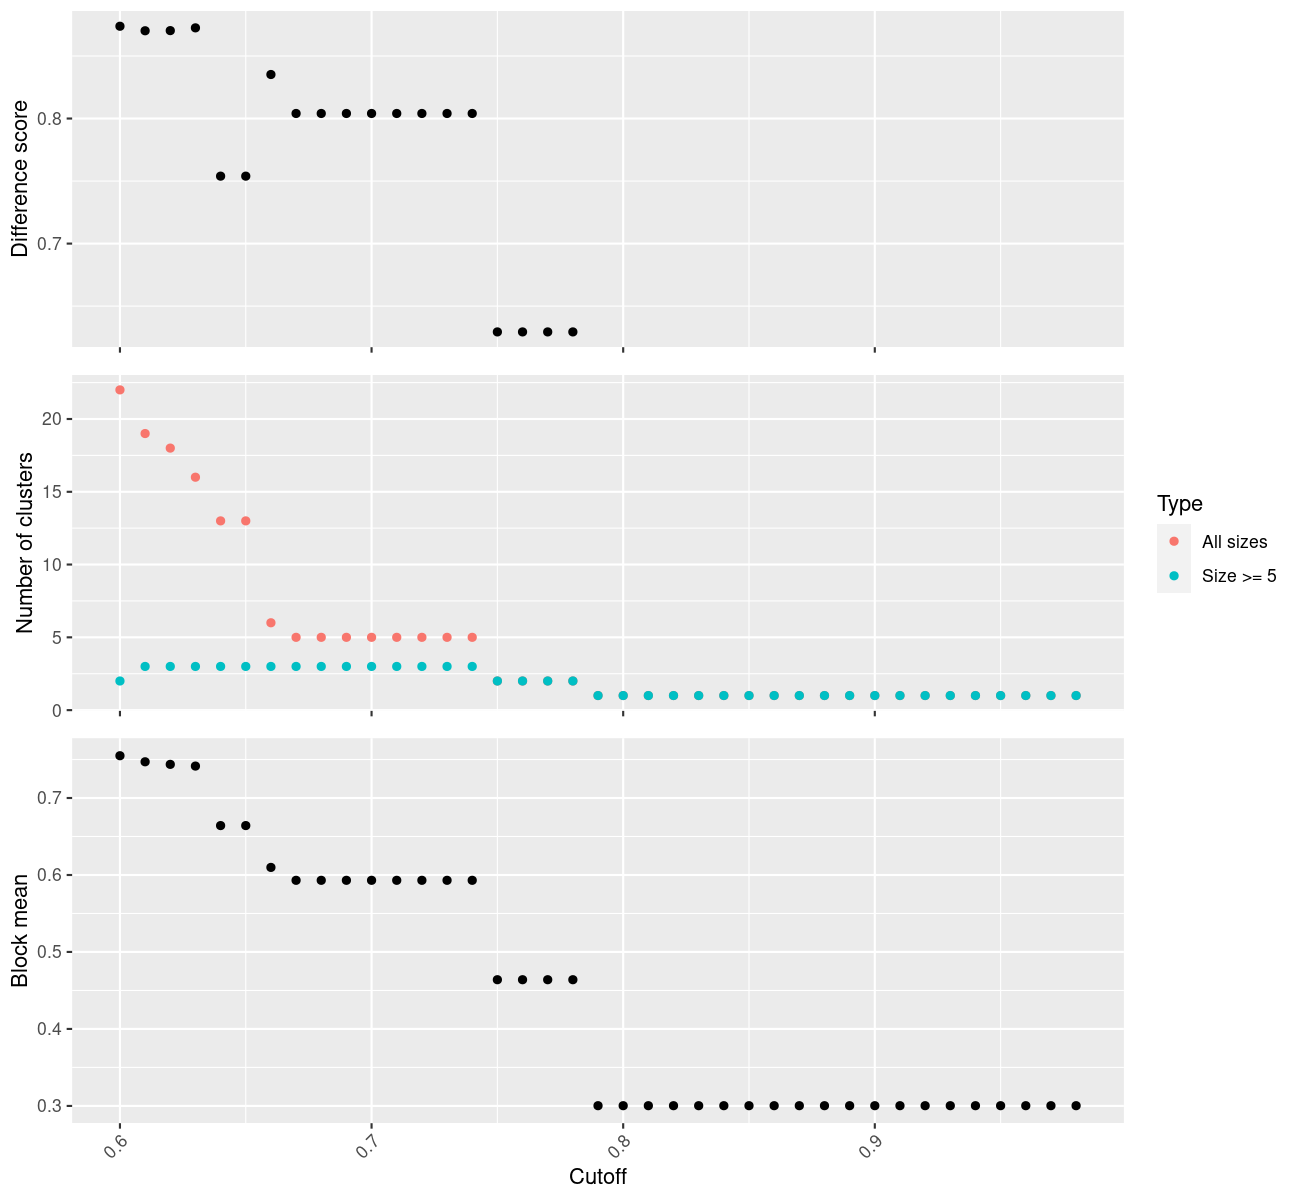 Difference score
0.8
0.7
Number of clusters
20
15
10
5
0
Type
All sizes
Size >= 5
Block mean
0.7
0.6
0.5
0.4
0.3
0.6
0.7
0.8
0.9
Cutoff